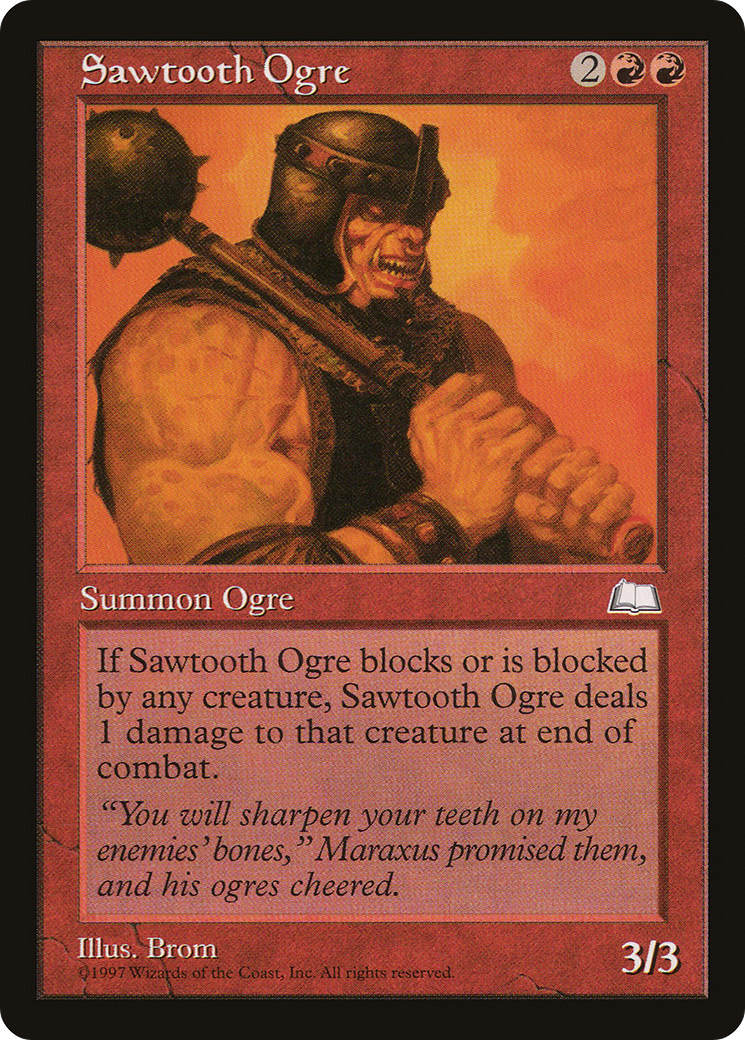 Sawtooth Ogre 2
Summon Ogre
If Sawtooth Ogre blocks or is blocked
by any creature, Sawtooth Ogre deals
1 damage to that creature at end of
combat.
“You will sharpen your teeth on my
enemies’ bones,” Maraxus promised them,
and his ogres cheered.
Illus. Brom
©1997 Wizards of the Coast, Inc. All rights reserved.
3/3